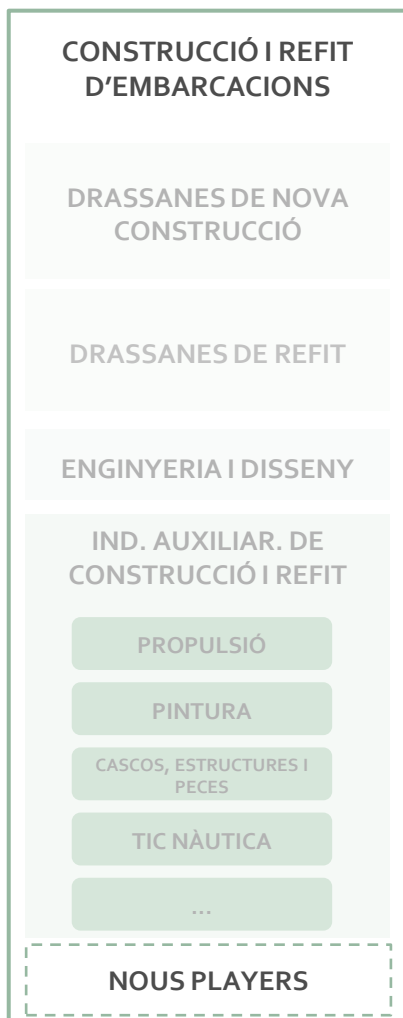 CONSTRUCCIÓ I REFIT
D'EMBARCACIONS
DRASSANES DE NOVA
CONSTRUCCIÓ
DRASSANES DE REFIT
ENGINYERIA I DISSENY
IND. AUXILIAR. DE
CONSTRUCCIÓ I REFIT
PROPULSIÓ
PINTURA
CASCOS, ESTRUCTURES I
PECES
TIC NÀUTICA
...
NOUS PLAYERS